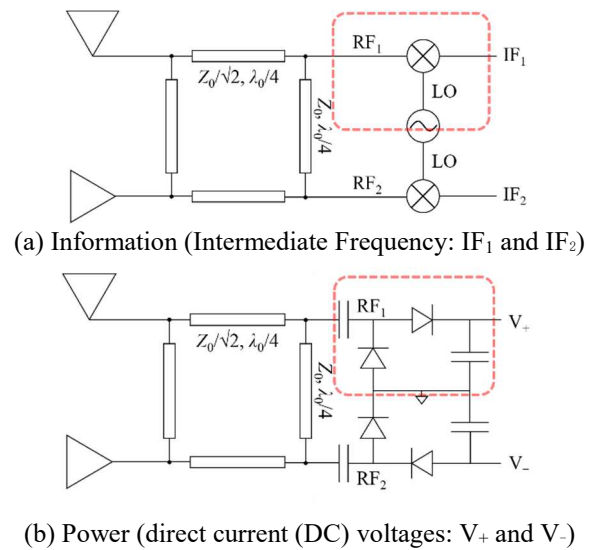 RF₁
IF₁
Z₀/√2, λ₀/4
LO
Z₀, λ₀/4
LO
RF₂
IF₂
(a) Information (Intermediate Frequency: IF₁ and IF₂)
RF₁
V₊
Z₀/√2, λ₀/4
Z₀, λ₀/4
RF₂
V₋
(b) Power (direct current (DC) voltages: V₊ and V₋)